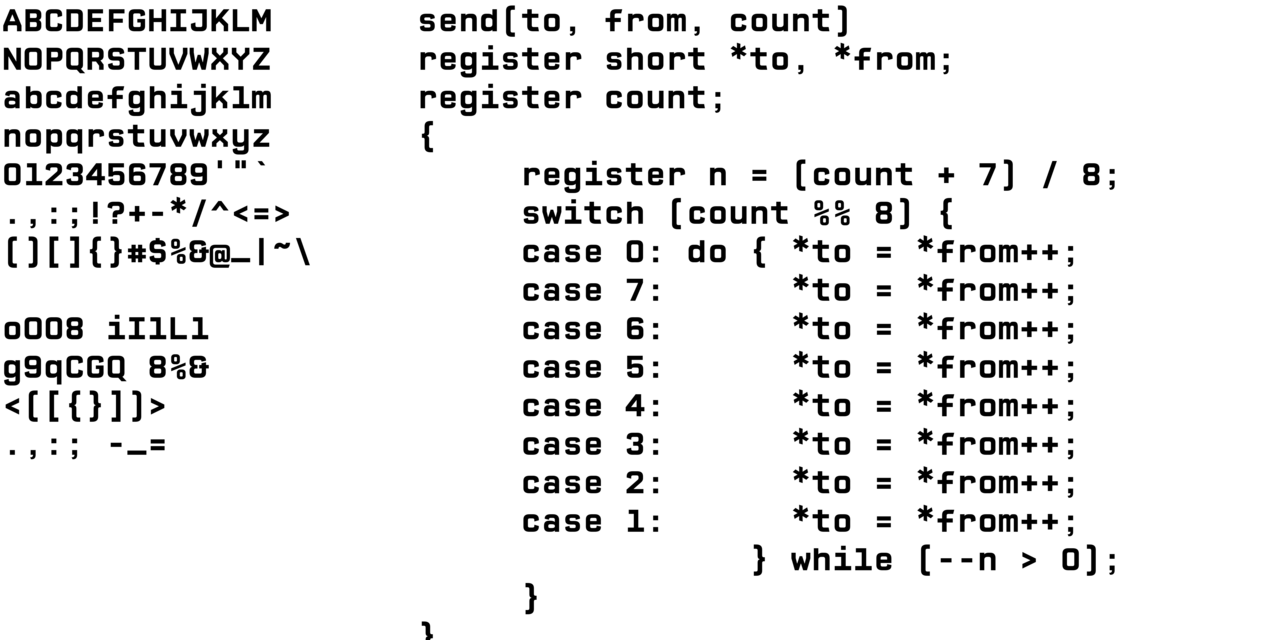 ABCDEFGHIJKLM
NOPQRSTUVWXYZ
abcdefghijklm
nopqrstuvwxyz
0123456789'"`
.,:;!?+-*/^<=>
()[]{}#$%&@_|~\
oO08 iIlL1
g9qCGQ 8%&
<([{}])>
.,:; -_=
send(to, from, count)
register short *to, *from;
register count;
{
register n = (count + 7) / 8;
switch (count %% 8) {
case 0: do { *to = *from++;
case 7: *to = *from++;
case 6: *to = *from++;
case 5: *to = *from++;
case 4: *to = *from++;
case 3: *to = *from++;
case 2: *to = *from++;
case 1: *to = *from++;
} while (--n > 0);
}
}